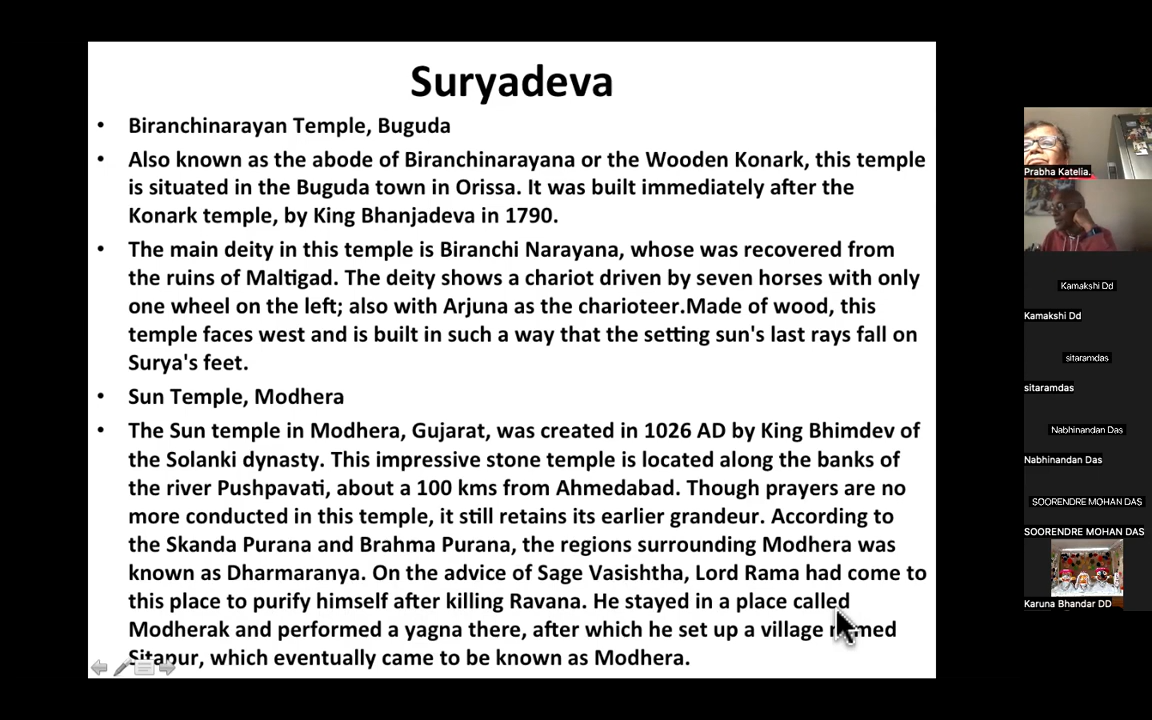 Suryadeva
• Biranchinarayan Temple, Buguda
• Also known as the abode of Biranchinarayana or the Wooden Konark, this temple
is situated in the Buguda town in Orissa. It was built immediately after the
Konark temple, by King Bhanjadeva in 1790.
• The main deity in this temple is Biranchi Narayana, whose was recovered from
the ruins of Maltigad. The deity shows a chariot driven by seven horses with only
one wheel on the left; also with Arjuna as the charioteer.Made of wood, this
temple faces west and is built in such a way that the setting sun's last rays fall on
Surya's feet.
• Sun Temple, Modhera
• The Sun temple in Modhera, Gujarat, was created in 1026 AD by King Bhimdev of
the Solanki dynasty. This impressive stone temple is located along the banks of
the river Pushpavati, about a 100 kms from Ahmedabad. Though prayers are no
more conducted in this temple, it still retains its earlier grandeur. According to
the Skanda Purana and Brahma Purana, the regions surrounding Modhera was
known as Dharmaranya. On the advice of Sage Vasishtha, Lord Rama had come to
this place to purify himself after killing Ravana. He stayed in a place called
Modherak and performed a yagna there, after which he set up a village named
Sitapur, which eventually came to be known as Modhera.
Prabha Katelia.
Kamakshi Dd
Kamakshi Dd
sitaramdas
sitaramdas
Nabhinandan Das
Nabhinandan Das
SOORENDRE MOHAN DAS
SOORENDRE MOHAN DAS
Karuna Bhandar DD